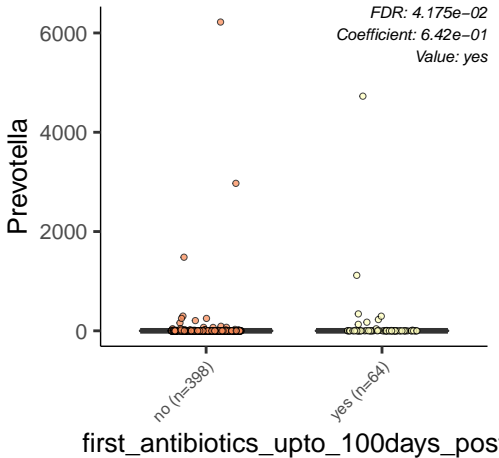 FDR: 4.175e−02
Coefficient: 6.42e−01
Value: yes
6000
4000
2000
0
Prevotella
no (n=398)
yes (n=64)
first_antibiotics_upto_100days_pos